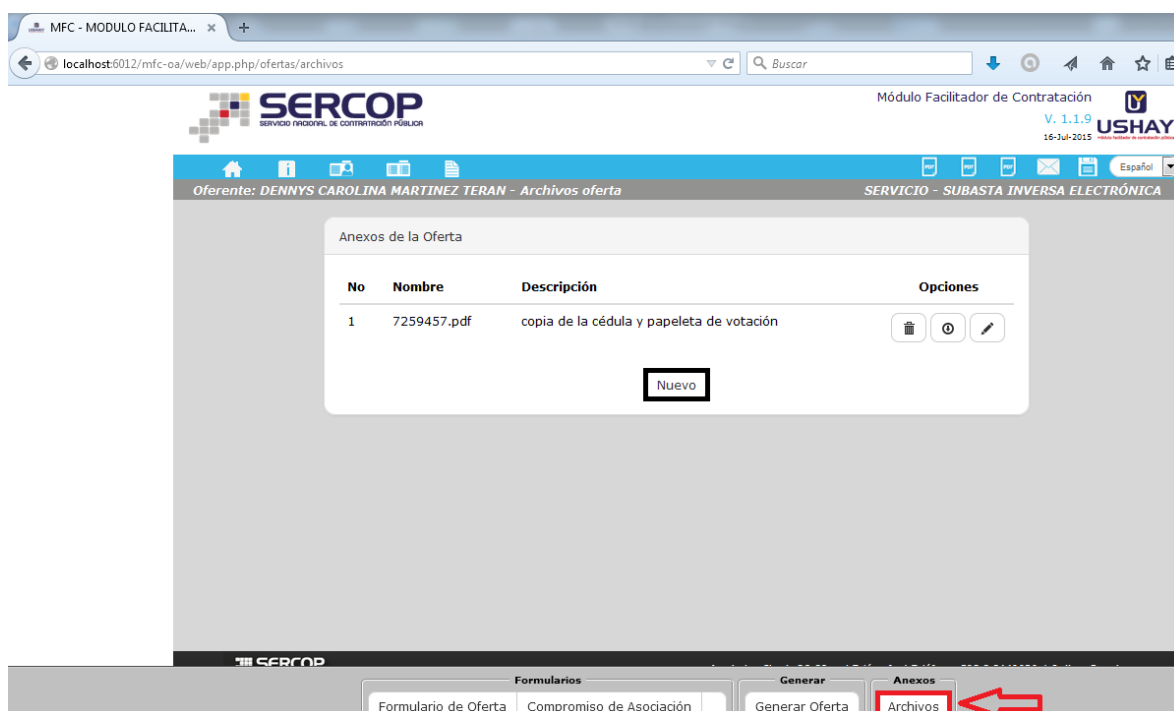 MFC - MODULO FACILITA...
localhost:6012/mfc-oa/web/app.php/ofertas/archivos
Buscar
SERCOP
SERVICIO NACIONAL DE CONTRATACIÓN PÚBLICA
Módulo Facilitador de Contratación
V. 1.1.9
16-Jul-2015
USHAY
PDF PDF PDF Español
Oferente: DENNYS CAROLINA MARTINEZ TERAN - Archivos oferta SERVICIO - SUBASTA INVERSA ELECTRÓNICA
Anexos de la Oferta
No Nombre Descripción Opciones
1 7259457.pdf copia de la cédula y papeleta de votación
Nuevo
SERCOP
Formularios Generar Anexos
Formulario de Oferta Compromiso de Asociación Generar Oferta Archivos